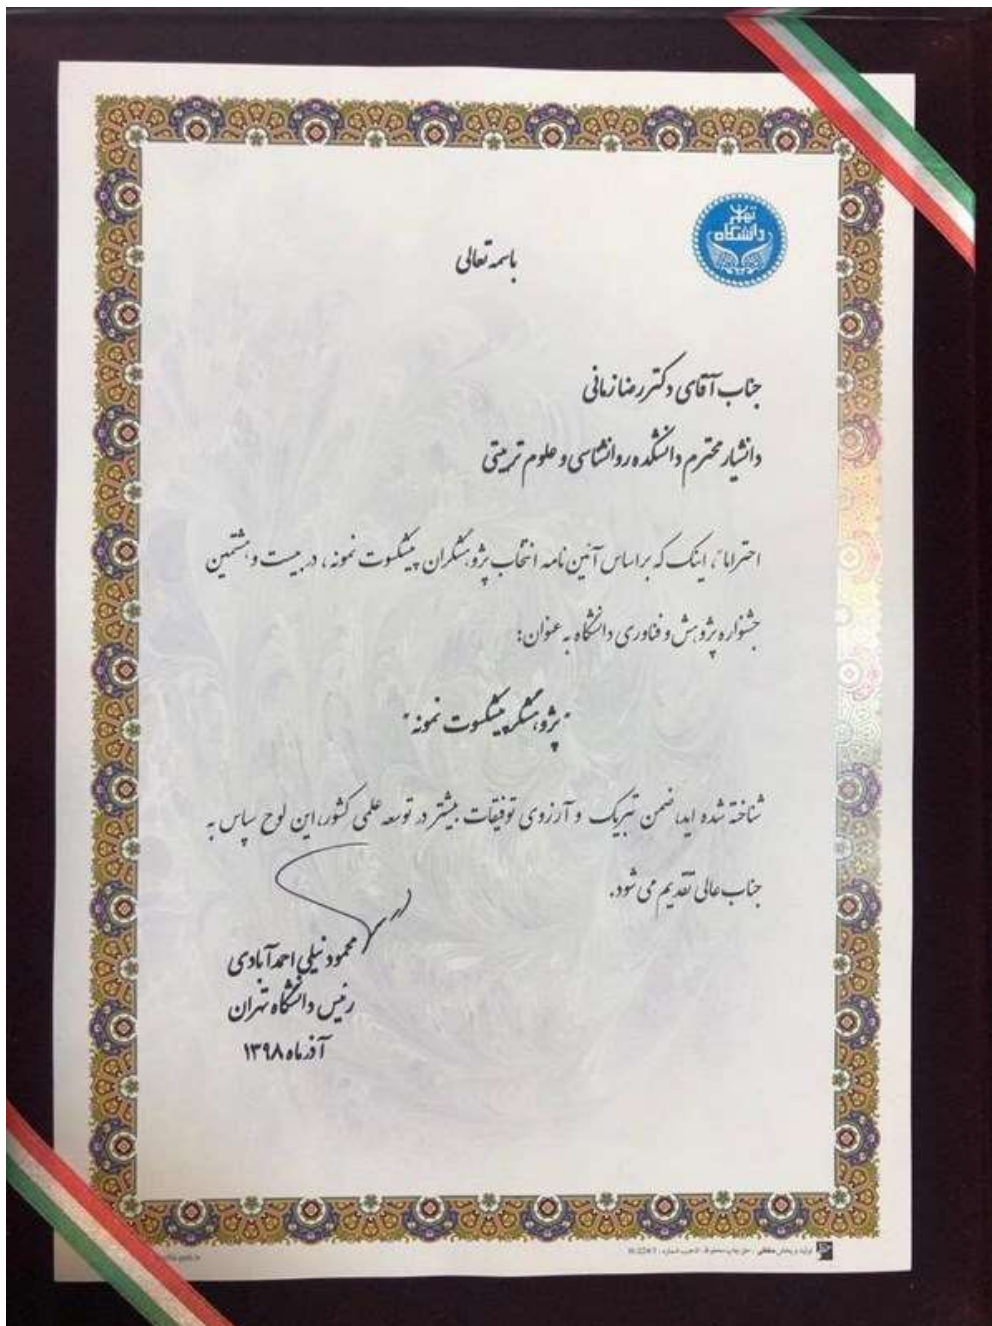 دانشگاه
تهران
باسمه تعالی
جناب آقای دکتر رضا زمانی
دانشیار محترم دانشکده روانشناسی و علوم تربیتی
احتراماً، اینک که براساس آئین نامه انتخاب پژوهشگران پیشکسوت نمونه، در بیست و هشتمین
جشنواره پژوهش و فناوری دانشگاه به عنوان:
"پژوهشگر پیشکسوت نمونه"
شناخته شده اید، ضمن تبریک و آرزوی توفیقات بیشتر در توسعه علمی کشور، این لوح سپاس به
جناب عالی تقدیم می شود.
محمود نیلی احمدآبادی
رئیس دانشگاه تهران
آذر ماه ۱۳۹۸